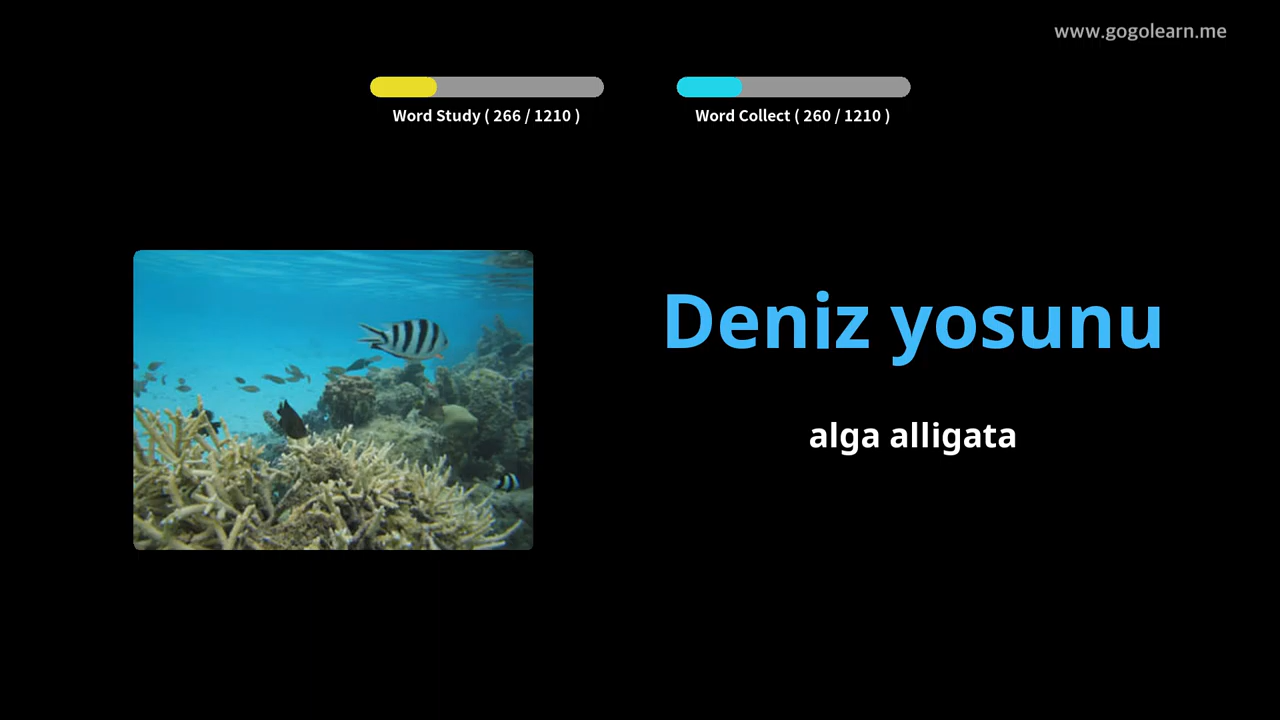 www.gogolearn.me
Word Study ( 266 / 1210 )
Word Collect ( 260 / 1210 )
Deniz yosunu
alga alligata